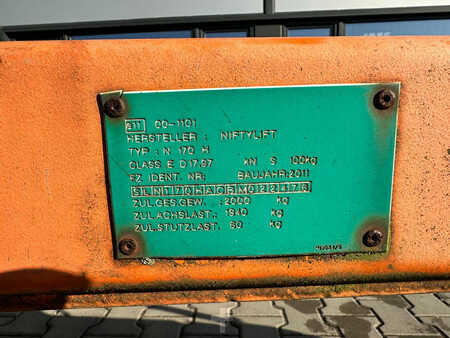 e11 00-1101
HERSTELLER : NIFTYLIFT
TYP : N 170 H
CLASS E D 17.97 KN S 100KG
FZ IDENT. NR: BAUJAHR:2011
ZUL.GES.GEW. :2000 KG
ZUL.ACHSLAST.: 1940 KG
ZUL.STUTZLAST. 60 KG